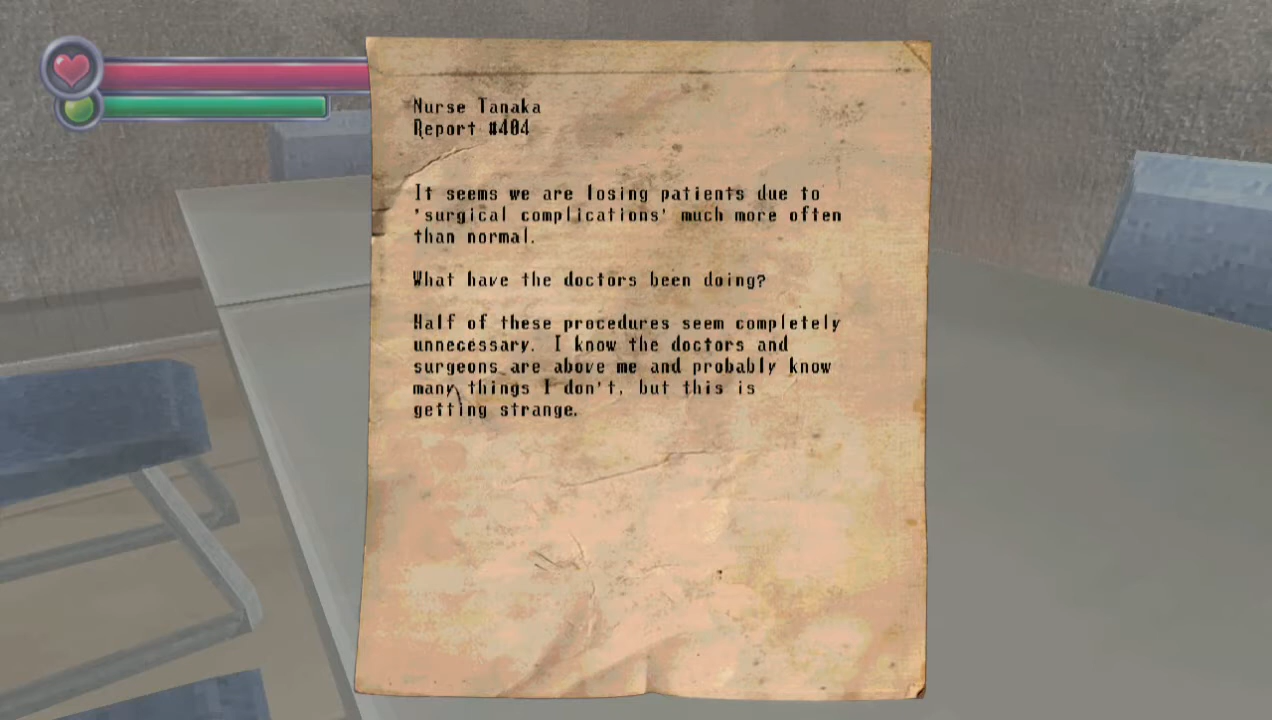 Nurse Tanaka
Report #404
It seems we are losing patients due to
'surgical complications' much more often
than normal.
What have the doctors been doing?
Half of these procedures seem completely
unnecessary. I know the doctors and
surgeons are above me and probably know
many things I don't, but this is
getting strange.